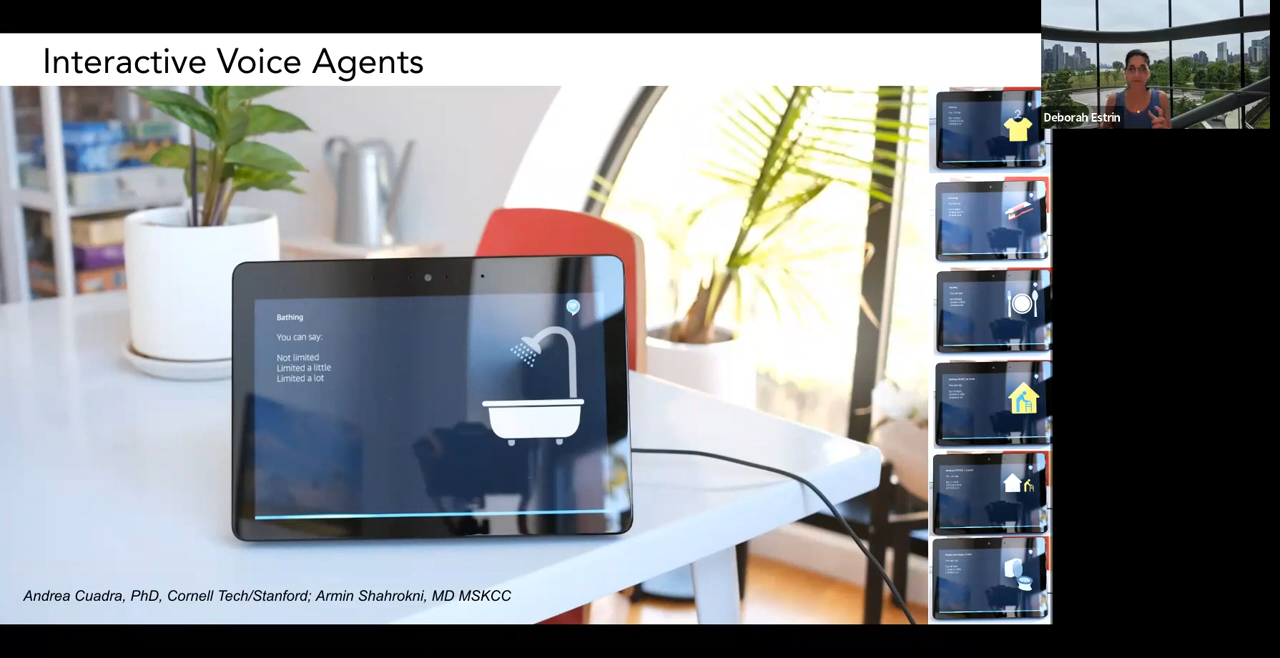 Interactive Voice Agents
Deborah Estrin
Bathing
You can say:
Not limited
Limited a little
Limited a lot
Andrea Cuadra, PhD, Cornell Tech/Stanford; Armin Shahrokni, MD MSKCC